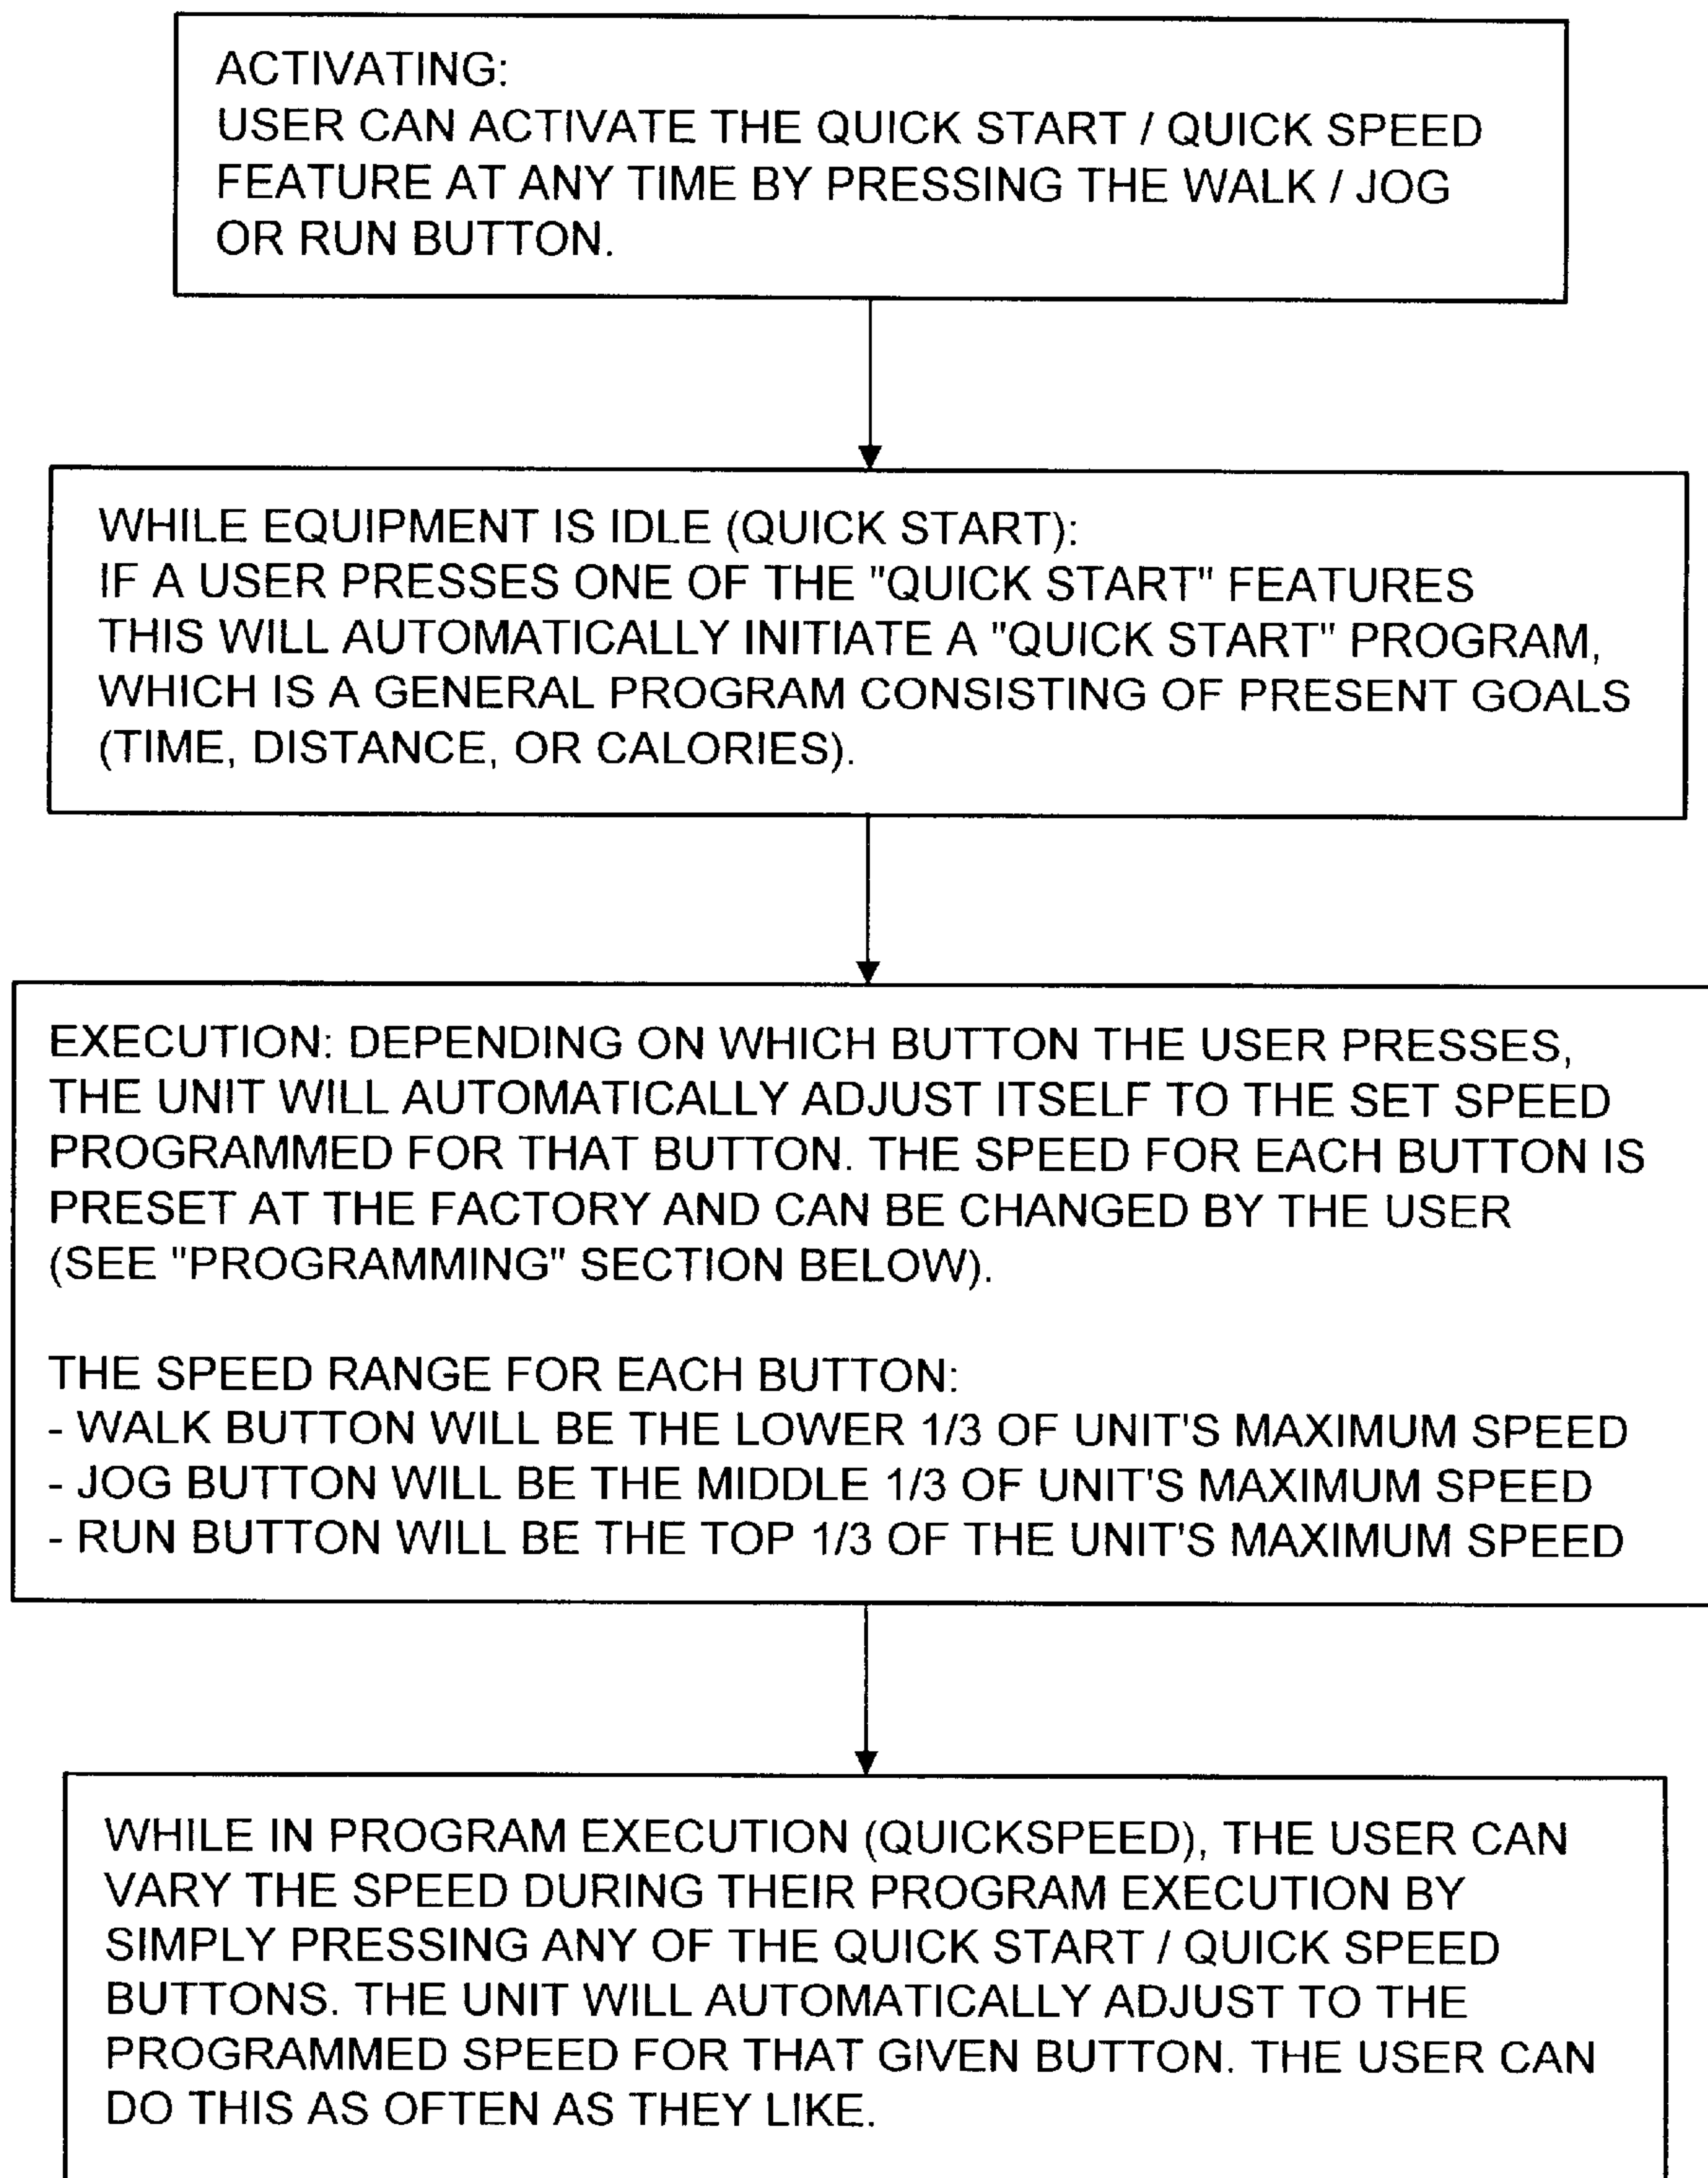 ACTIVATING:
USER CAN ACTIVATE THE QUICK START / QUICK SPEED
FEATURE AT ANY TIME BY PRESSING THE WALK / JOG
OR RUN BUTTON.
WHILE EQUIPMENT IS IDLE (QUICK START):
IF A USER PRESSES ONE OF THE "QUICK START" FEATURES
THIS WILL AUTOMATICALLY INITIATE A "QUICK START" PROGRAM,
WHICH IS A GENERAL PROGRAM CONSISTING OF PRESENT GOALS
(TIME, DISTANCE, OR CALORIES).
EXECUTION: DEPENDING ON WHICH BUTTON THE USER PRESSES,
THE UNIT WILL AUTOMATICALLY ADJUST ITSELF TO THE SET SPEED
PROGRAMMED FOR THAT BUTTON. THE SPEED FOR EACH BUTTON IS
PRESET AT THE FACTORY AND CAN BE CHANGED BY THE USER
(SEE "PROGRAMMING" SECTION BELOW).
THE SPEED RANGE FOR EACH BUTTON:
- WALK BUTTON WILL BE THE LOWER 1/3 OF UNIT'S MAXIMUM SPEED
- JOG BUTTON WILL BE THE MIDDLE 1/3 OF UNIT'S MAXIMUM SPEED
- RUN BUTTON WILL BE THE TOP 1/3 OF THE UNIT'S MAXIMUM SPEED
WHILE IN PROGRAM EXECUTION (QUICKSPEED), THE USER CAN
VARY THE SPEED DURING THEIR PROGRAM EXECUTION BY
SIMPLY PRESSING ANY OF THE QUICK START / QUICK SPEED
BUTTONS. THE UNIT WILL AUTOMATICALLY ADJUST TO THE
PROGRAMMED SPEED FOR THAT GIVEN BUTTON. THE USER CAN
DO THIS AS OFTEN AS THEY LIKE.